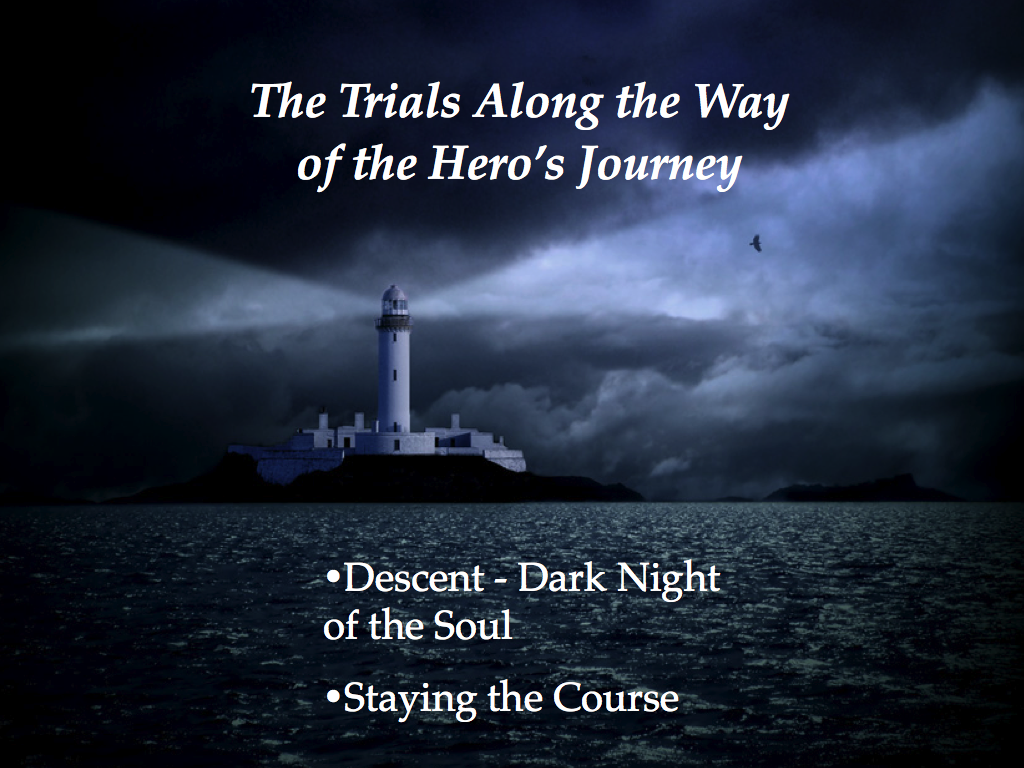 The Trials Along the Way
of the Hero’s Journey
•Descent - Dark Night
of the Soul
•Staying the Course